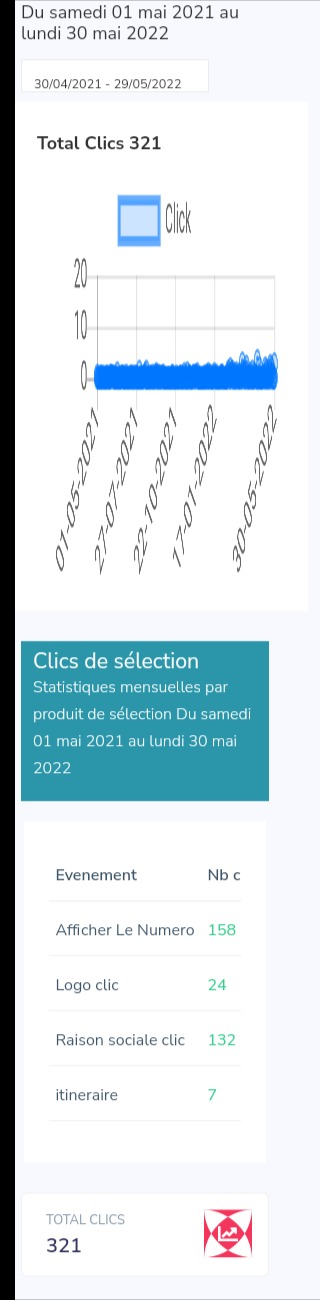 Du samedi 01 mai 2021 au
lundi 30 mai 2022
30/04/2021 - 29/05/2022
Total Clics 321
Click
20
10
0
01-05-2021
27-07-2021
22-10-2021
17-01-2022
30-05-2022
Clics de sélection
Statistiques mensuelles par
produit de sélection Du samedi
01 mai 2021 au lundi 30 mai
2022
Evenement Nb c
Afficher Le Numero 158
Logo clic 24
Raison sociale clic 132
itineraire 7
TOTAL CLICS
321